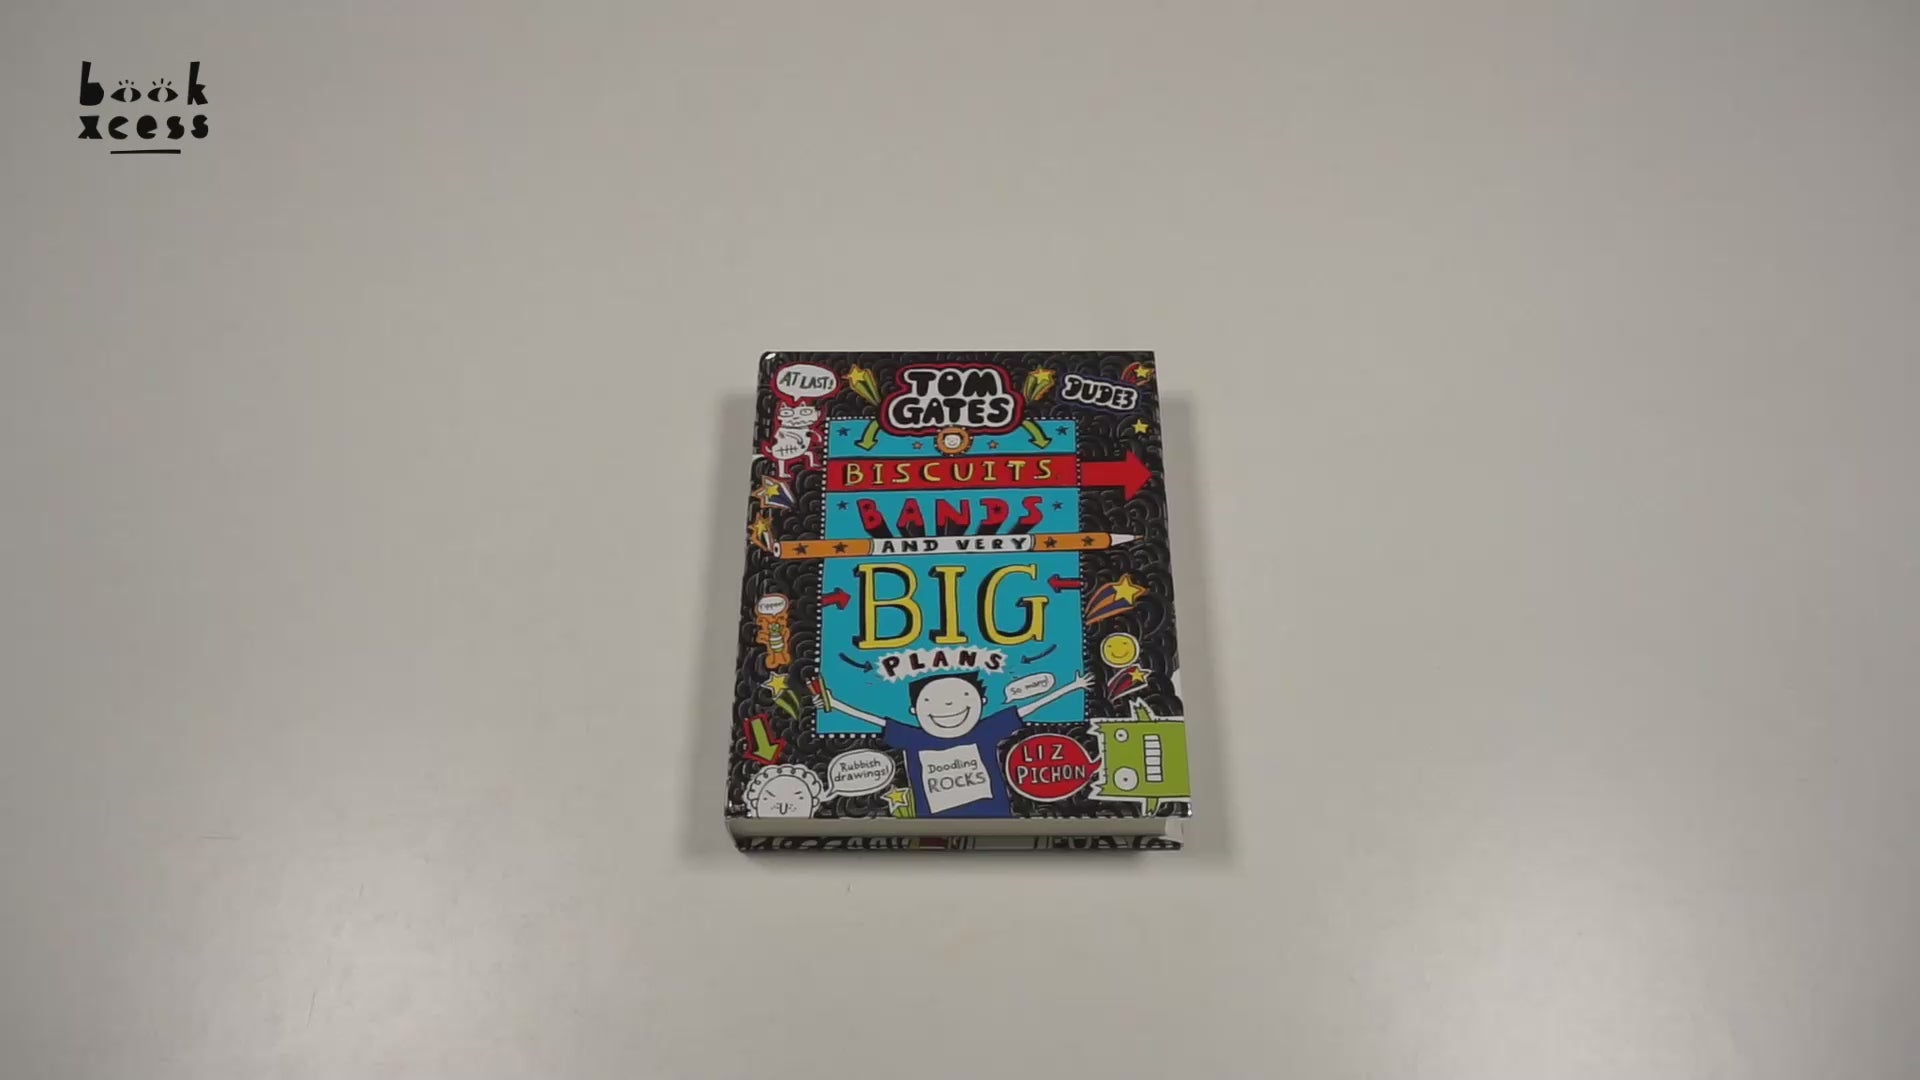 book
xcess
AT LAST!
TOM
GATES
DUDE3
BISCUITS
BANDS
AND VERY
BIG
PLANS
Yippee!
So many!
Rubbish
drawings!
Doodling
ROCKS
LIZ
PICHON